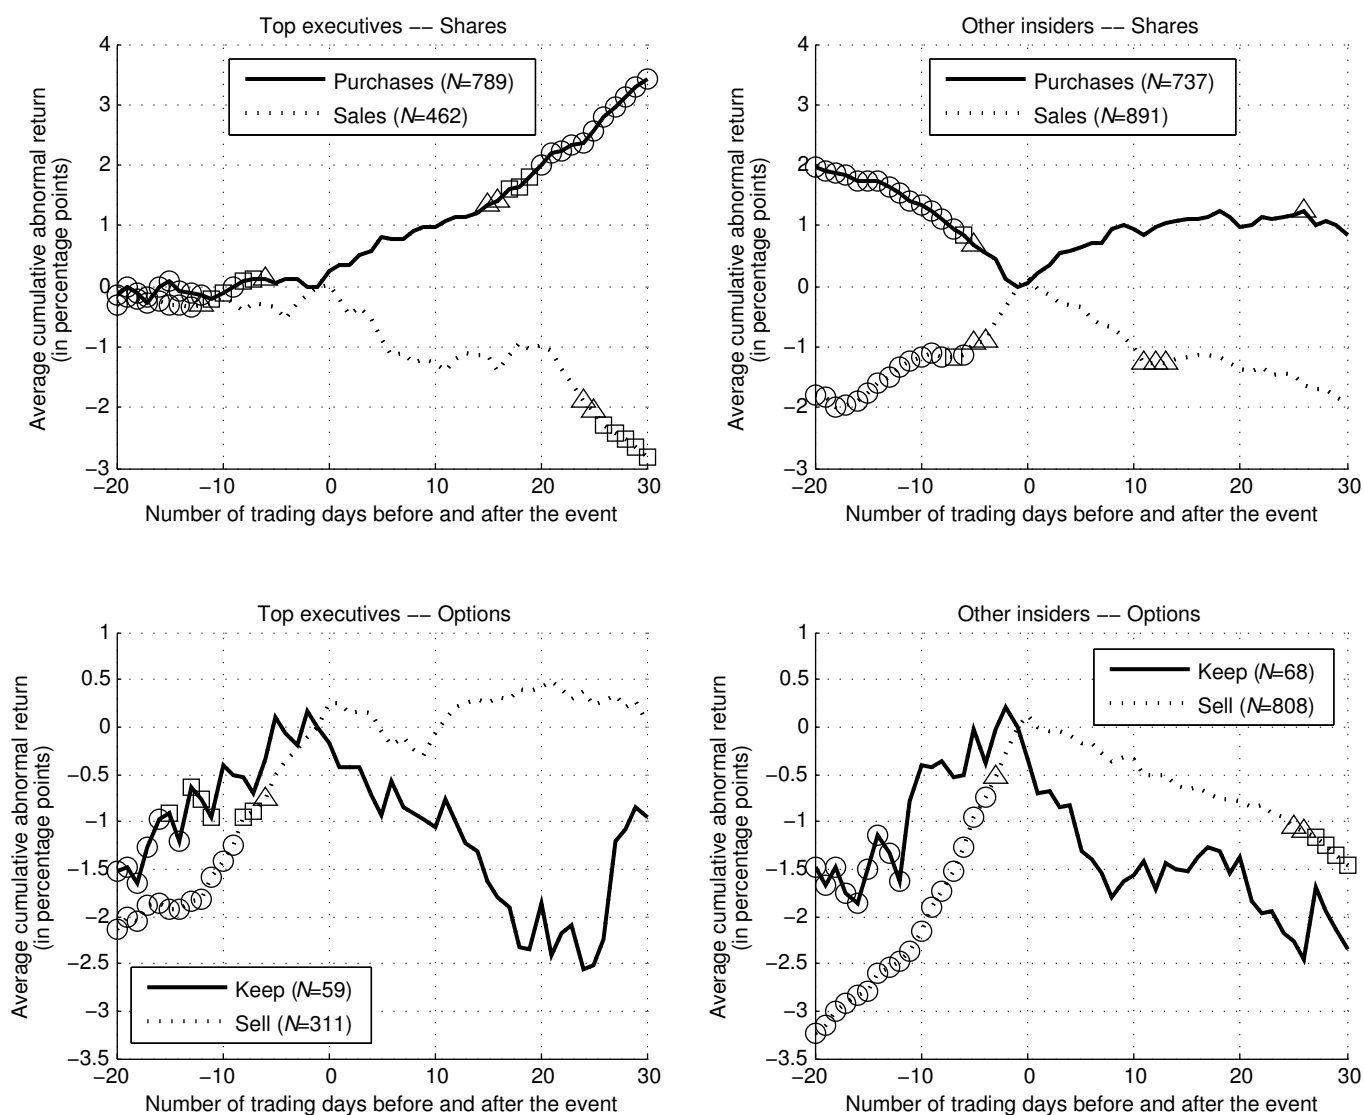 Top executives −− Shares
Average cumulative abnormal return
(in percentage points)
4
3
2
1
0
−1
−2
−3
Purchases (N=789)
Sales (N=462)
−20
−10
0
10
20
30
Number of trading days before and after the event
Other insiders −− Shares
Average cumulative abnormal return
(in percentage points)
4
3
2
1
0
−1
−2
−3
Purchases (N=737)
Sales (N=891)
−20
−10
0
10
20
30
Number of trading days before and after the event
Top executives −− Options
Average cumulative abnormal return
(in percentage points)
1
0.5
0
−0.5
−1
−1.5
−2
−2.5
−3
−3.5
Keep (N=59)
Sell (N=311)
−20
−10
0
10
20
30
Number of trading days before and after the event
Other insiders −− Options
Average cumulative abnormal return
(in percentage points)
1
0.5
0
−0.5
−1
−1.5
−2
−2.5
−3
−3.5
Keep (N=68)
Sell (N=808)
−20
−10
0
10
20
30
Number of trading days before and after the event